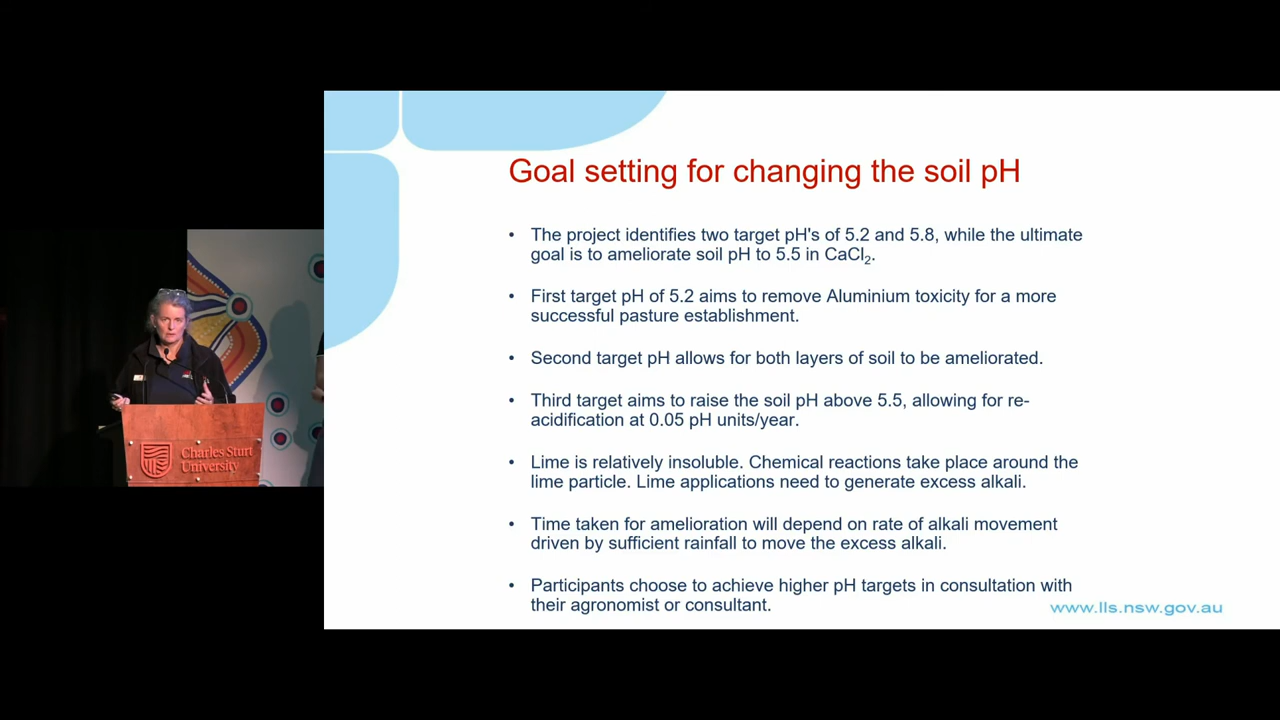 Goal setting for changing the soil pH
• The project identifies two target pH's of 5.2 and 5.8, while the ultimate
goal is to ameliorate soil pH to 5.5 in CaCl₂.
• First target pH of 5.2 aims to remove Aluminium toxicity for a more
successful pasture establishment.
• Second target pH allows for both layers of soil to be ameliorated.
• Third target aims to raise the soil pH above 5.5, allowing for re-
acidification at 0.05 pH units/year.
• Lime is relatively insoluble. Chemical reactions take place around the
lime particle. Lime applications need to generate excess alkali.
• Time taken for amelioration will depend on rate of alkali movement
driven by sufficient rainfall to move the excess alkali.
• Participants choose to achieve higher pH targets in consultation with
their agronomist or consultant.
www.lls.nsw.gov.au
Charles Sturt
University